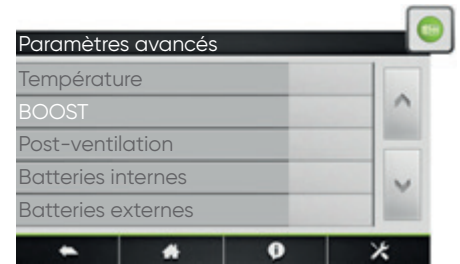 Paramètres avancés
Température
BOOST
Post-ventilation
Batteries internes
Batteries externes